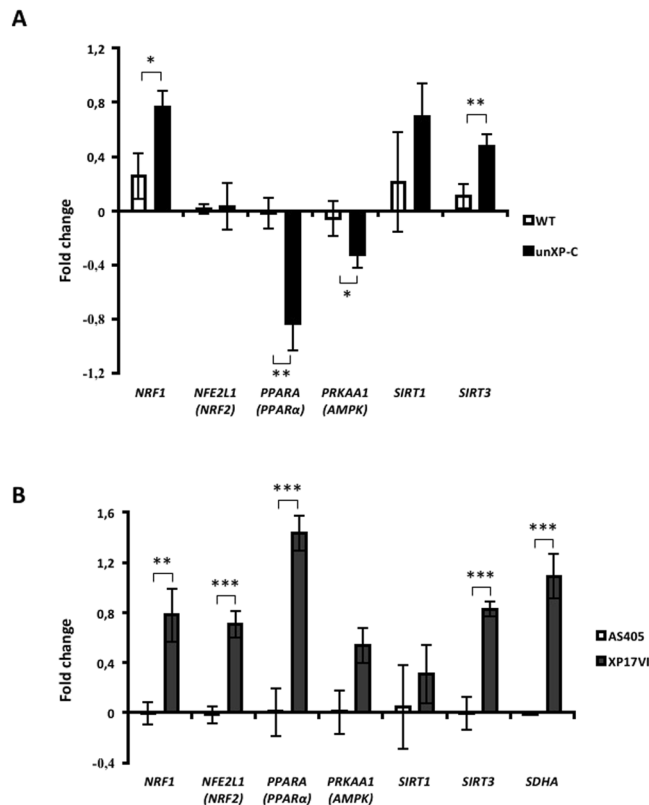 A
1,2
0,8
0,4
0
-0,4
-0,8
-1,2
Fold change
*
**
**
*
WT
unXP-C
NRF1 NFE2L1 PPARA PRKAA1 SIRT1 SIRT3
(NRF2) (PPARα) (AMPK)
B
1,6
1,2
0,8
0,4
0
-0,4
Fold change
**
***
***
***
***
AS405
XP17VI
NRF1 NFE2L1 PPARA PRKAA1 SIRT1 SIRT3 SDHA
(NRF2) (PPARα) (AMPK)